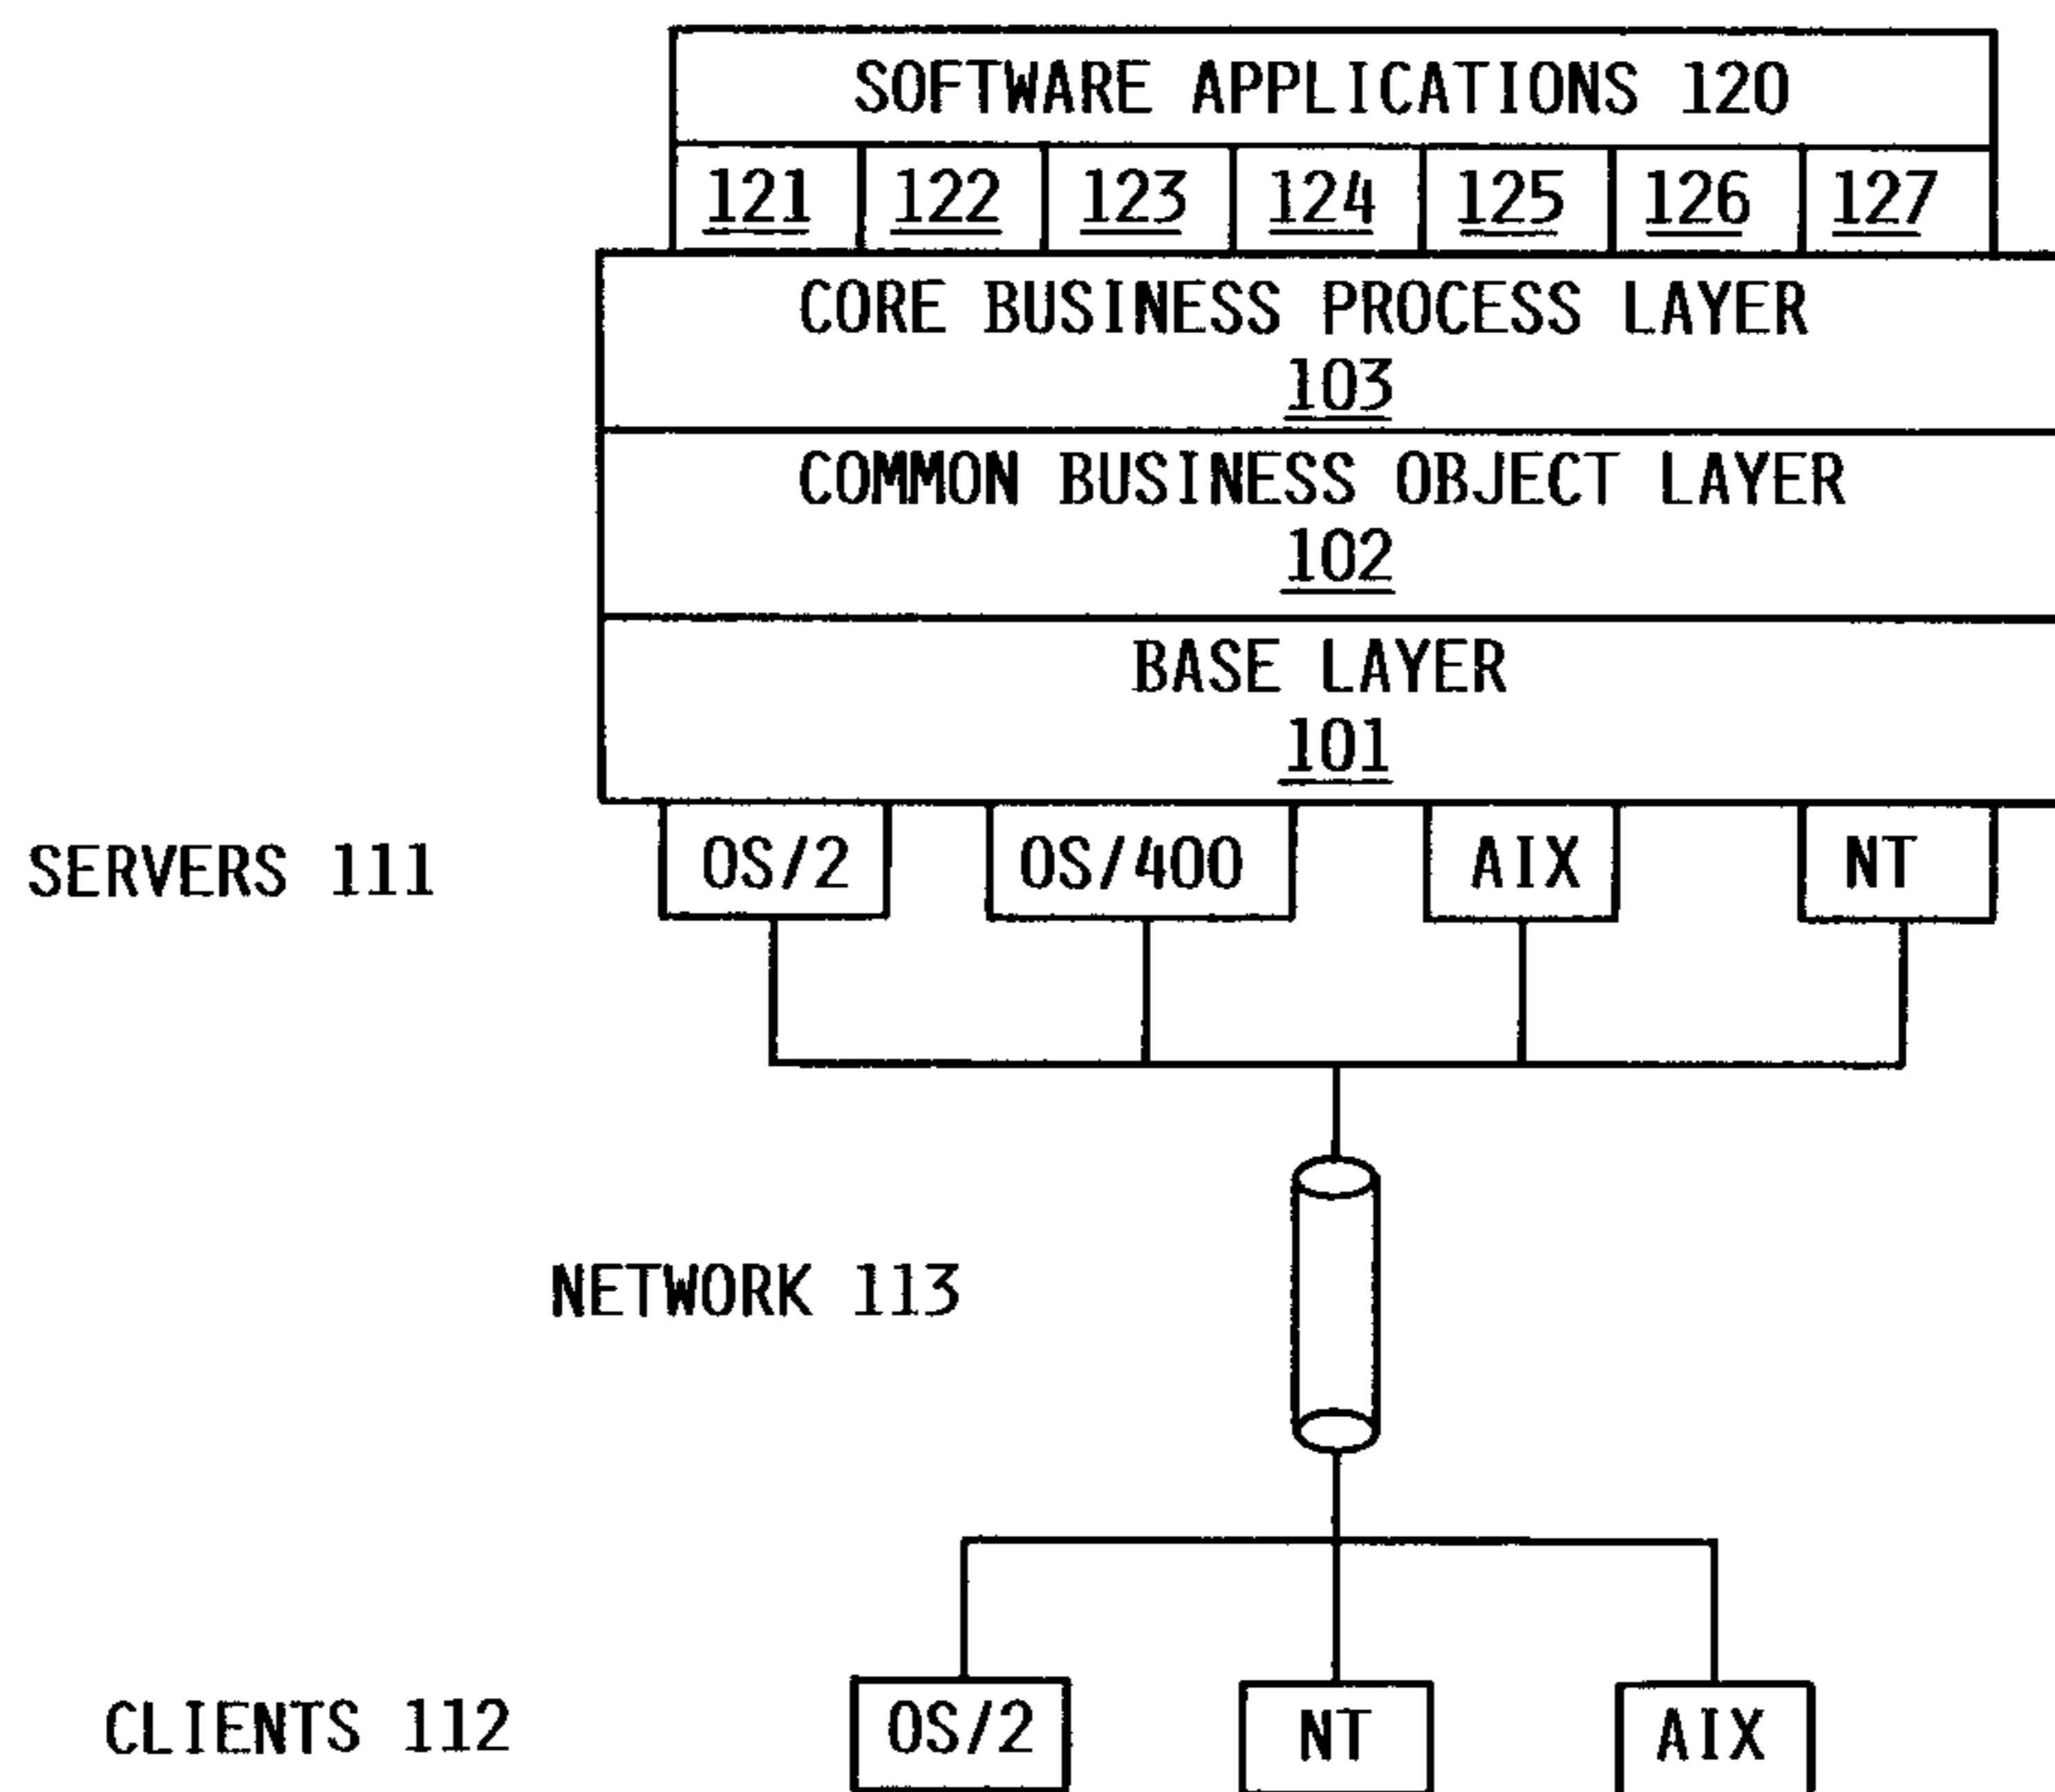 SOFTWARE APPLICATIONS 120
121 122 123 124 125 126 127
CORE BUSINESS PROCESS LAYER
103
COMMON BUSINESS OBJECT LAYER
102
BASE LAYER
101
SERVERS 111 OS/2 OS/400 AIX NT
NETWORK 113
CLIENTS 112 OS/2 NT AIX